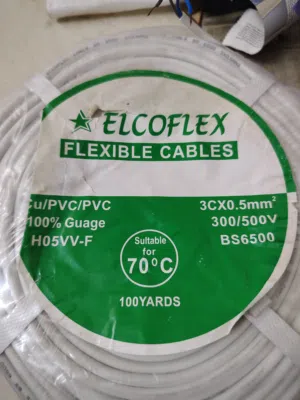 ELCOFLEX
FLEXIBLE CABLES
Cu/PVC/PVC
3CX0.5mm²
100% Guage
300/500V
H05VV-F
Suitable
for
70°C
BS6500
100YARDS